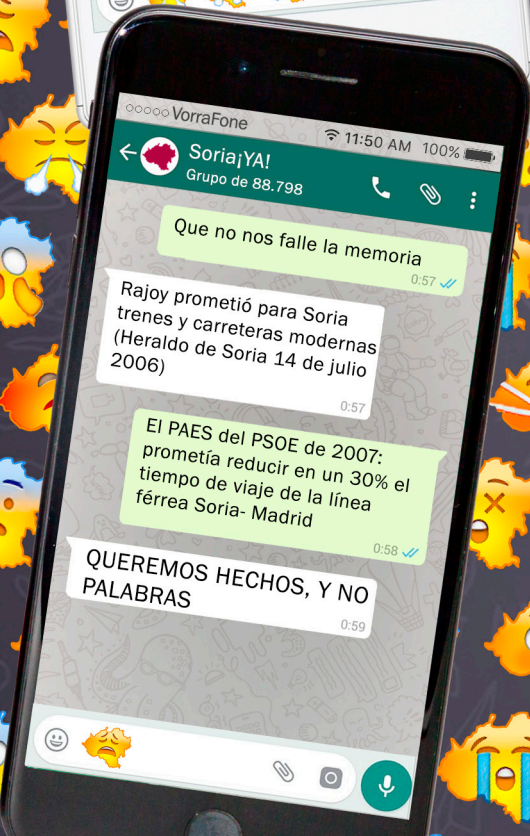 VorraFone 11:50 AM 100%
Soria¡YA!
Grupo de 88.798
Que no nos falle la memoria
0:57
Rajoy prometió para Soria
trenes y carreteras modernas
(Heraldo de Soria 14 de julio
2006)
0:57
El PAES del PSOE de 2007:
prometía reducir en un 30% el
tiempo de viaje de la línea
férrea Soria- Madrid
0:58
QUEREMOS HECHOS, Y NO
PALABRAS
0:59